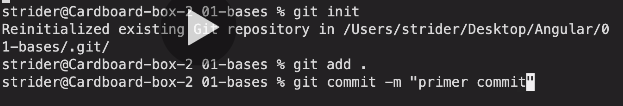 strider@Cardboard-box-2 01-bases % git init
Reinitialized existing Git repository in /Users/strider/Desktop/Angular/0
1-bases/.git/
strider@Cardboard-box-2 01-bases % git add .
strider@Cardboard-box-2 01-bases % git commit -m "primer commit"